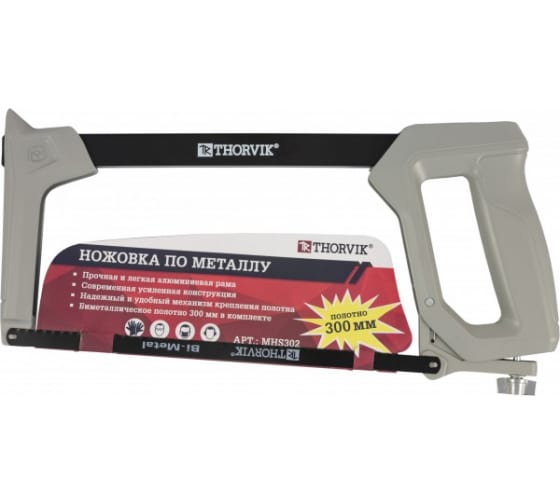 THORVIK®
THORVIK®
НОЖОВКА ПО МЕТАЛЛУ
• Прочная и легкая алюминиевая рама
• Современная усиленная конструкция
• Надежный и удобный механизм крепления полотна
• Биметаллическое полотно 300 мм в комплекте
ПОЛОТНО
300 ММ
АРТ.: MHS302
THORVIK®
Bi-Metal